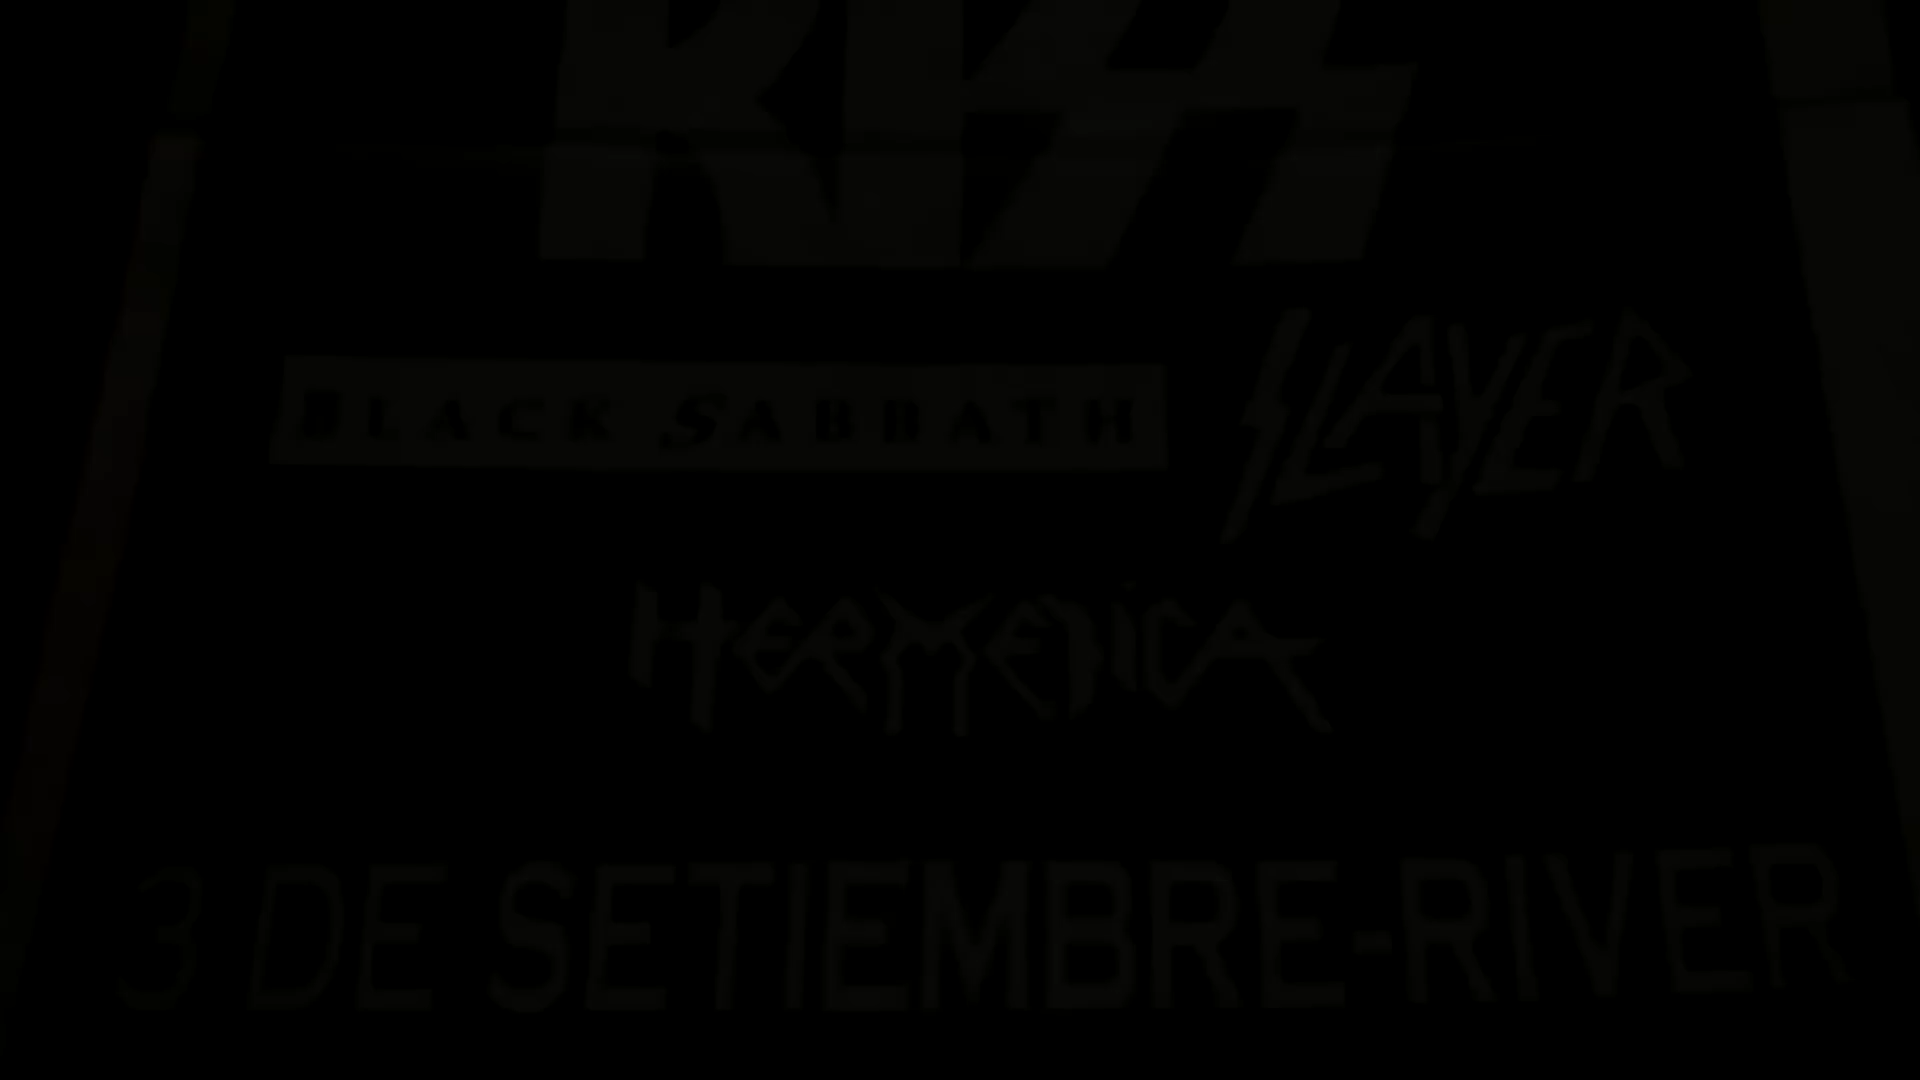 KISS
BLACK SABBATH SLAYER
HERMETICA
3 DE SETIEMBRE-RIVER